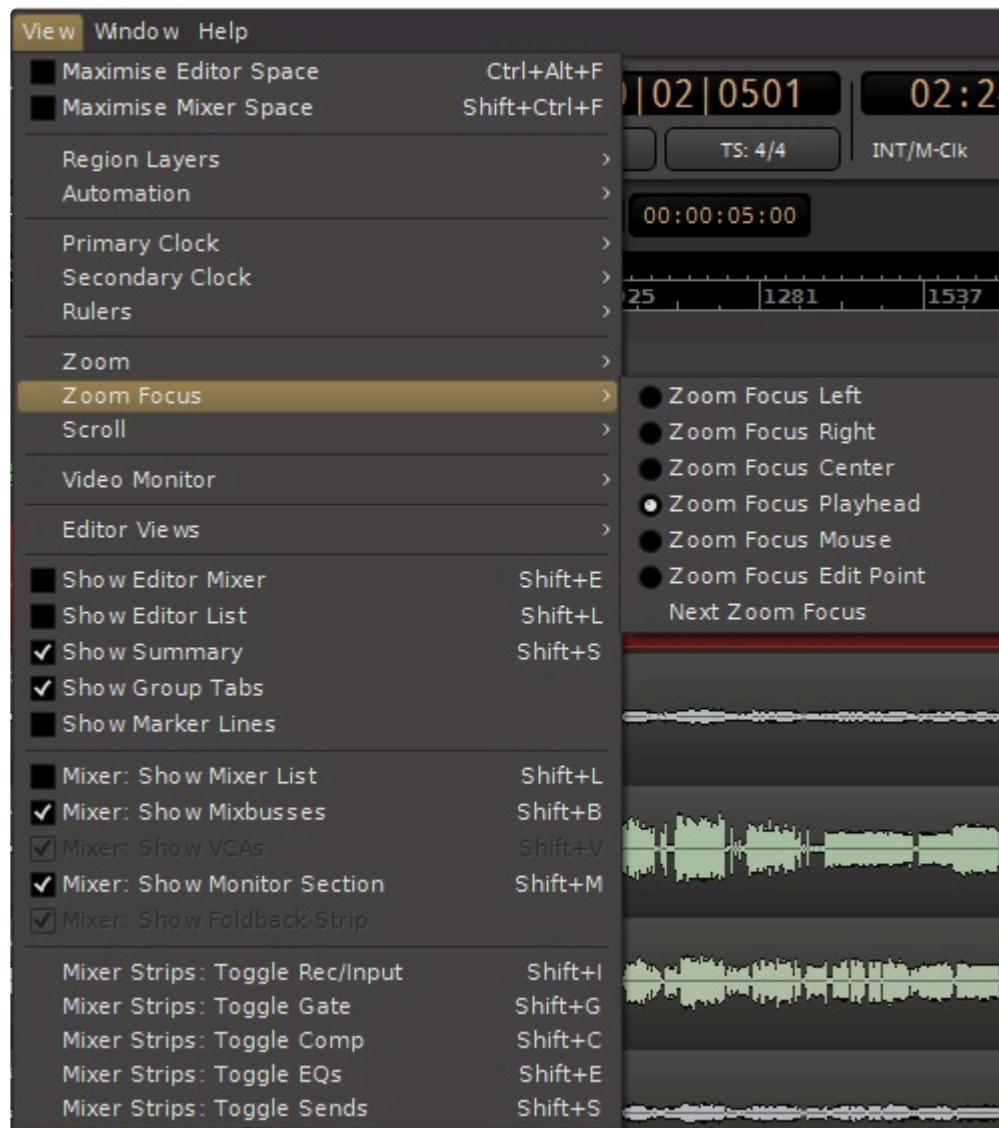 View Window Help
Maximise Editor Space Ctrl+Alt+F
Maximise Mixer Space Shift+Ctrl+F
|02|0501 02:2
Region Layers
TS: 4/4 INT/M-Clk
Automation
00:00:05:00
Primary Clock
Secondary Clock
1281 1537
Rulers
Zoom
Zoom Focus
Zoom Focus Left
Scroll
Zoom Focus Right
Zoom Focus Center
Video Monitor
Zoom Focus Playhead
Editor Views
Zoom Focus Mouse
Show Editor Mixer Shift+E
Zoom Focus Edit Point
Show Editor List Shift+L
Next Zoom Focus
Show Summary Shift+S
Show Group Tabs
Show Marker Lines
Mixer: Show Mixer List Shift+L
Mixer: Show Mixbusses Shift+B
Mixer: Show VCAs Shift+V
Mixer: Show Monitor Section Shift+M
Mixer: Show Foldback Strip
Mixer Strips: Toggle Rec/Input Shift+I
Mixer Strips: Toggle Gate Shift+G
Mixer Strips: Toggle Comp Shift+C
Mixer Strips: Toggle EQs Shift+E
Mixer Strips: Toggle Sends Shift+S